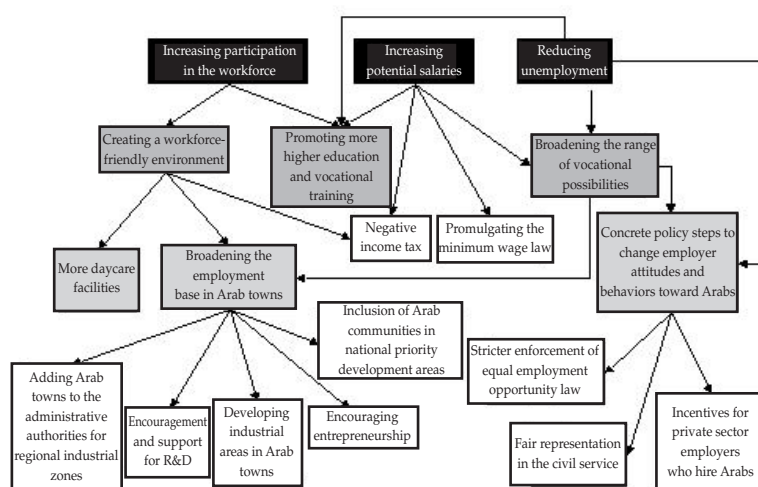 Increasing participation
in the workforce
Increasing
potential salaries
Reducing
unemployment
Creating a workforce-
friendly environment
Promoting more
higher education
and vocational
training
Broadening the range
of vocational
possibilities
Negative
income tax
Promulgating the
minimum wage law
Concrete policy steps to
change employer
attitudes and
behaviors toward Arabs
More daycare
facilities
Broadening the
employment
base in Arab towns
Inclusion of Arab
communities in
national priority
development areas
Stricter enforcement of
equal employment
opportunity law
Adding Arab
towns to the
administrative
authorities for
regional industrial
zones
Encouragement
and support
for R&D
Developing
industrial
areas in Arab
towns
Encouraging
entrepreneurship
Fair representation
in the civil service
Incentives for
private sector
employers
who hire Arabs